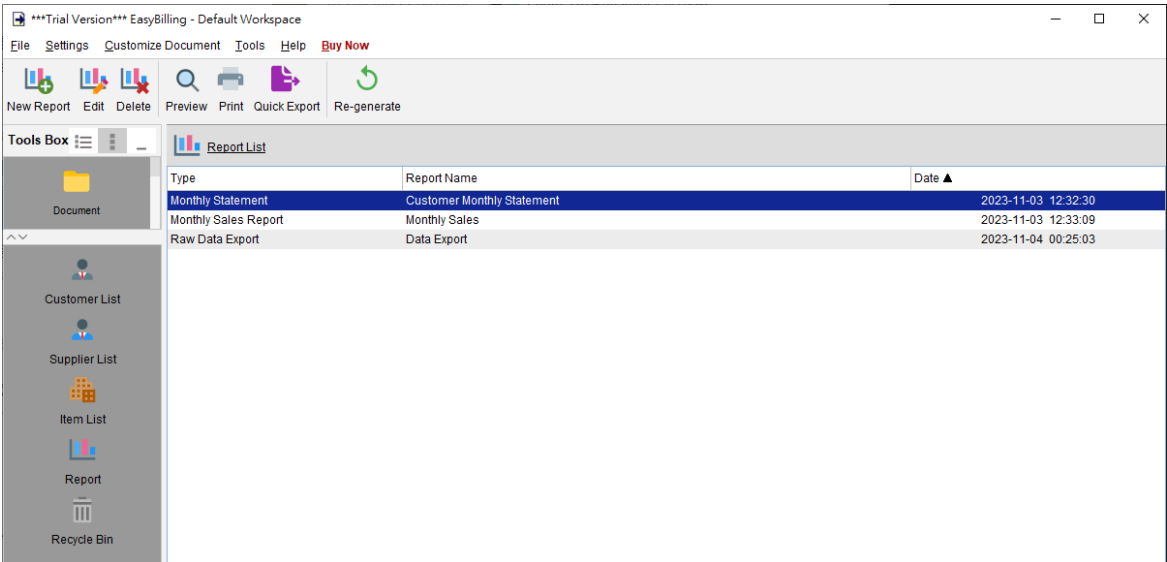 ***Trial Version*** EasyBilling - Default Workspace
File Settings Customize Document Tools Help Buy Now
New Report Edit Delete Preview Print Quick Export Re-generate
Tools Box
Report List
Type Report Name Date ▲
Monthly Statement Customer Monthly Statement 2023-11-03 12:32:30
Monthly Sales Report Monthly Sales 2023-11-03 12:33:09
Raw Data Export Data Export 2023-11-04 00:25:03
Document
Customer List
Supplier List
Item List
Report
Recycle Bin